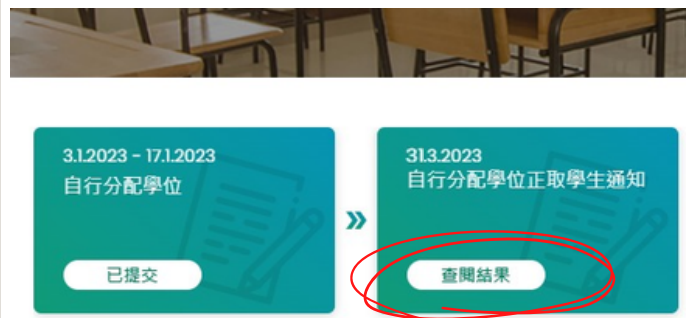 3.1.2023 - 17.1.2023
自行分配學位
已提交
»
31.3.2023
自行分配學位正取學生通知
查閱結果